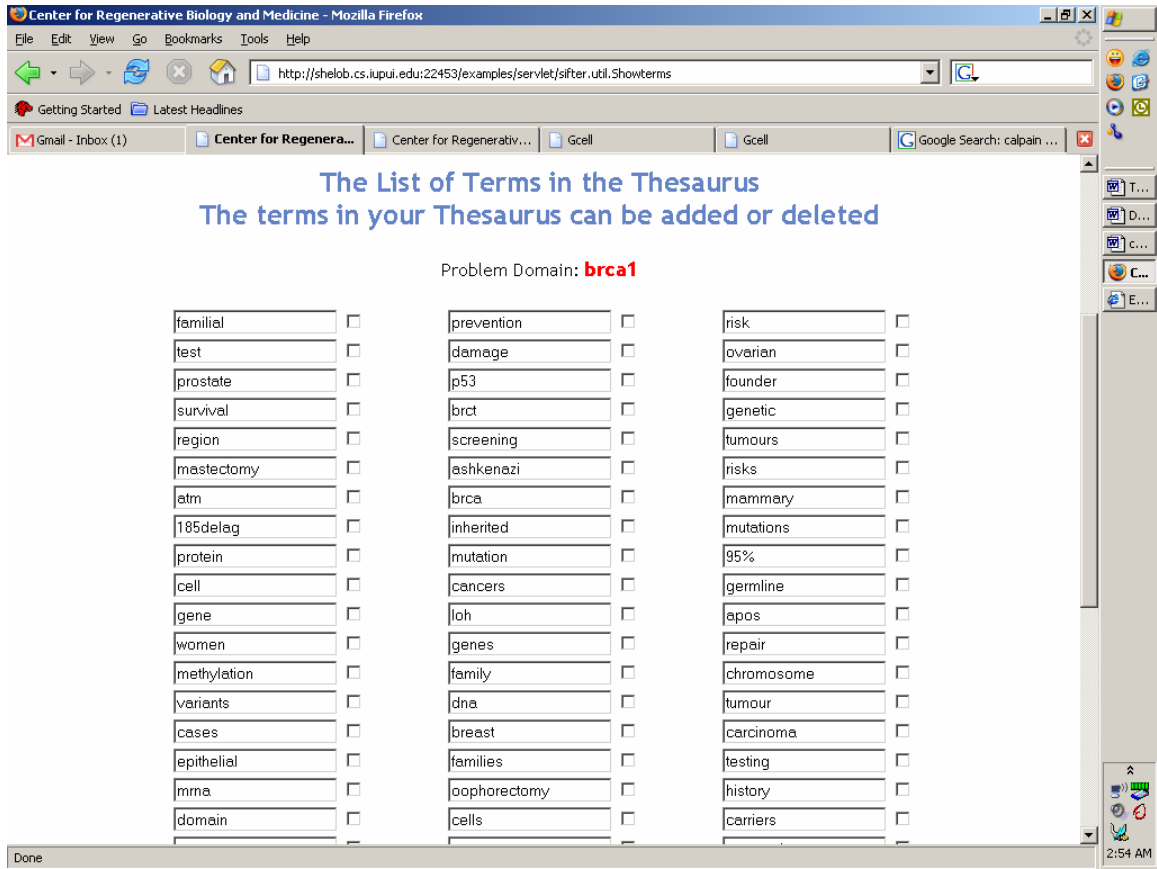 Center for Regenerative Biology and Medicine - Mozilla Firefox
File Edit View Go Bookmarks Tools Help
http://shelob.cs.iupui.edu:22453/examples/servlet/sifter.util.Showterms
Getting Started Latest Headlines
Gmail - Inbox (1) Center for Regenera... Center for Regenerativ... Gcell Gcell Google Search: calpain ...
The List of Terms in the Thesaurus
The terms in your Thesaurus can be added or deleted
Problem Domain: brca1
familial prevention risk
test damage ovarian
prostate p53 founder
survival brct genetic
region screening tumours
mastectomy ashkenazi risks
atm brca mammary
185delag inherited mutations
protein mutation 95%
cell cancers germline
gene loh apos
women genes repair
methylation family chromosome
variants dna tumour
cases breast carcinoma
epithelial families testing
mrna oophorectomy history
domain cells carriers
Done
T...
D...
c...
C...
E...
2:54 AM